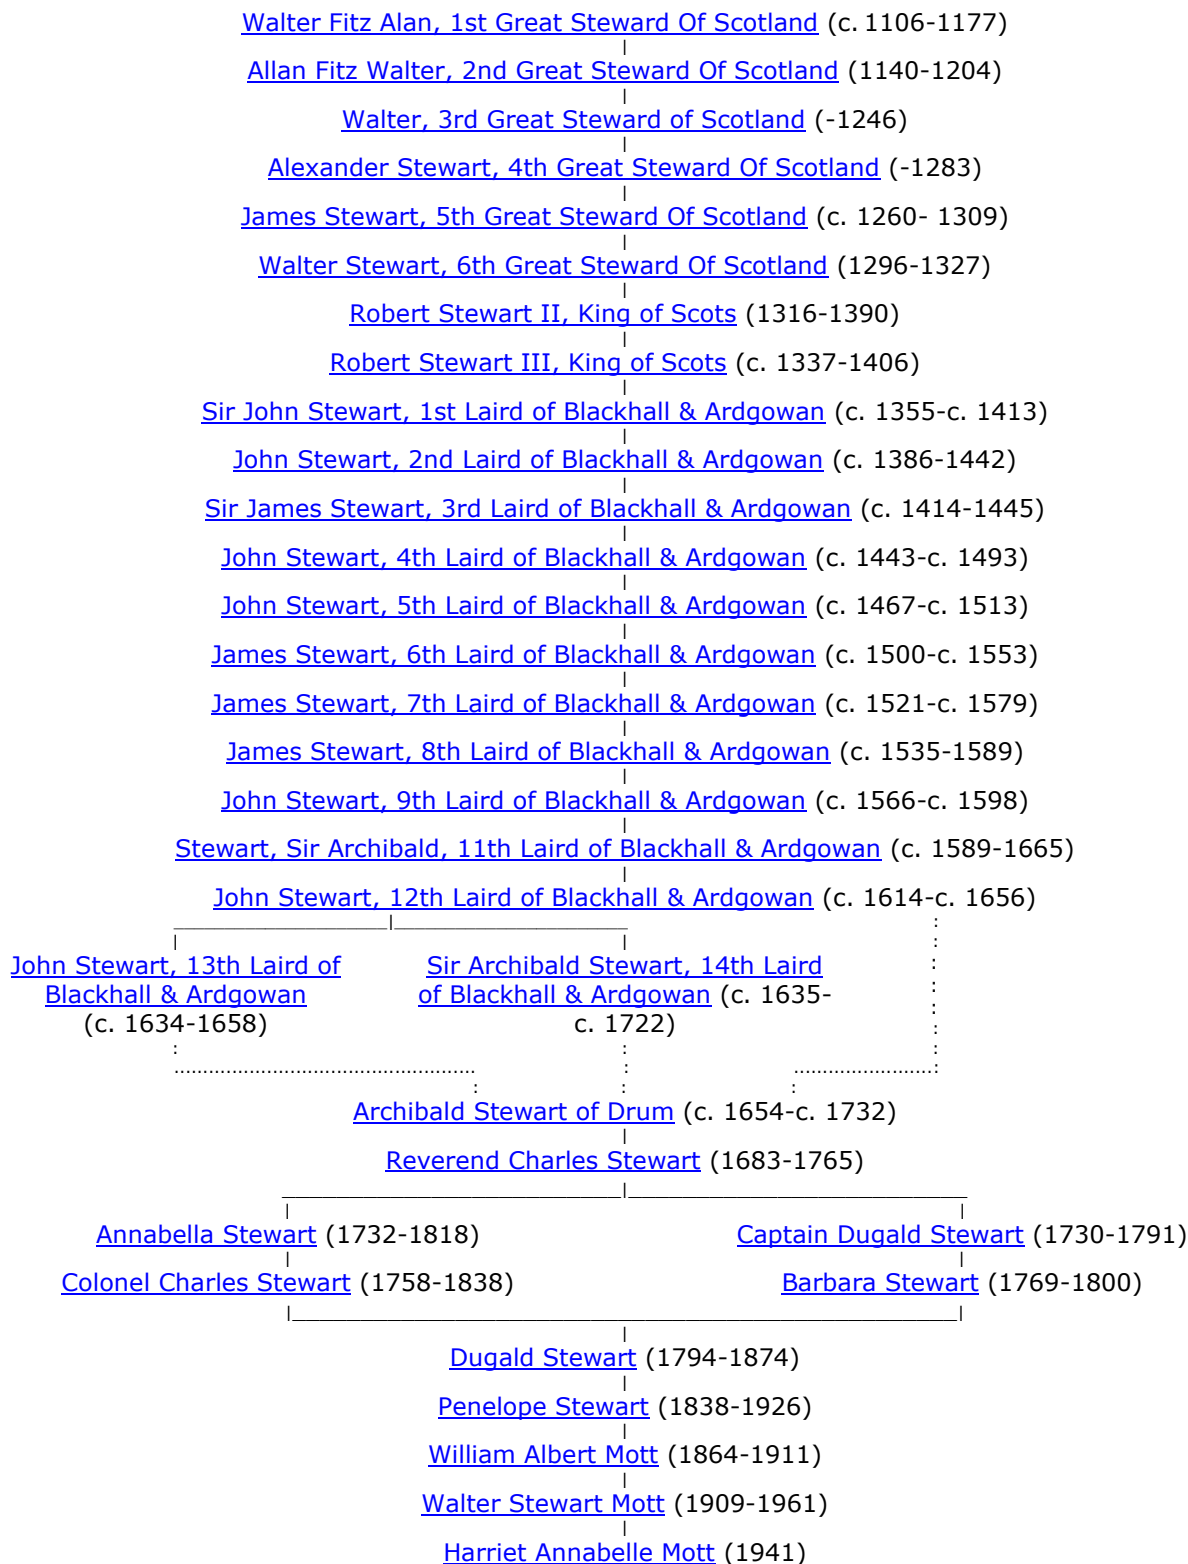 Walter Fitz Alan, 1st Great Steward Of Scotland (c. 1106-1177)
Allan Fitz Walter, 2nd Great Steward Of Scotland (1140-1204)
Walter, 3rd Great Steward of Scotland (-1246)
Alexander Stewart, 4th Great Steward Of Scotland (-1283)
James Stewart, 5th Great Steward Of Scotland (c. 1260- 1309)
Walter Stewart, 6th Great Steward Of Scotland (1296-1327)
Robert Stewart II, King of Scots (1316-1390)
Robert Stewart III, King of Scots (c. 1337-1406)
Sir John Stewart, 1st Laird of Blackhall & Ardgowan (c. 1355-c. 1413)
John Stewart, 2nd Laird of Blackhall & Ardgowan (c. 1386-1442)
Sir James Stewart, 3rd Laird of Blackhall & Ardgowan (c. 1414-1445)
John Stewart, 4th Laird of Blackhall & Ardgowan (c. 1443-c. 1493)
John Stewart, 5th Laird of Blackhall & Ardgowan (c. 1467-c. 1513)
James Stewart, 6th Laird of Blackhall & Ardgowan (c. 1500-c. 1553)
James Stewart, 7th Laird of Blackhall & Ardgowan (c. 1521-c. 1579)
James Stewart, 8th Laird of Blackhall & Ardgowan (c. 1535-1589)
John Stewart, 9th Laird of Blackhall & Ardgowan (c. 1566-c. 1598)
Stewart, Sir Archibald, 11th Laird of Blackhall & Ardgowan (c. 1589-1665)
John Stewart, 12th Laird of Blackhall & Ardgowan (c. 1614-c. 1656)
John Stewart, 13th Laird of
Blackhall & Ardgowan
(c. 1634-1658)
Sir Archibald Stewart, 14th Laird
of Blackhall & Ardgowan (c. 1635-
c. 1722)
Archibald Stewart of Drum (c. 1654-c. 1732)
Reverend Charles Stewart (1683-1765)
Annabella Stewart (1732-1818)
Captain Dugald Stewart (1730-1791)
Colonel Charles Stewart (1758-1838)
Barbara Stewart (1769-1800)
Dugald Stewart (1794-1874)
Penelope Stewart (1838-1926)
William Albert Mott (1864-1911)
Walter Stewart Mott (1909-1961)
Harriet Annabelle Mott (1941)